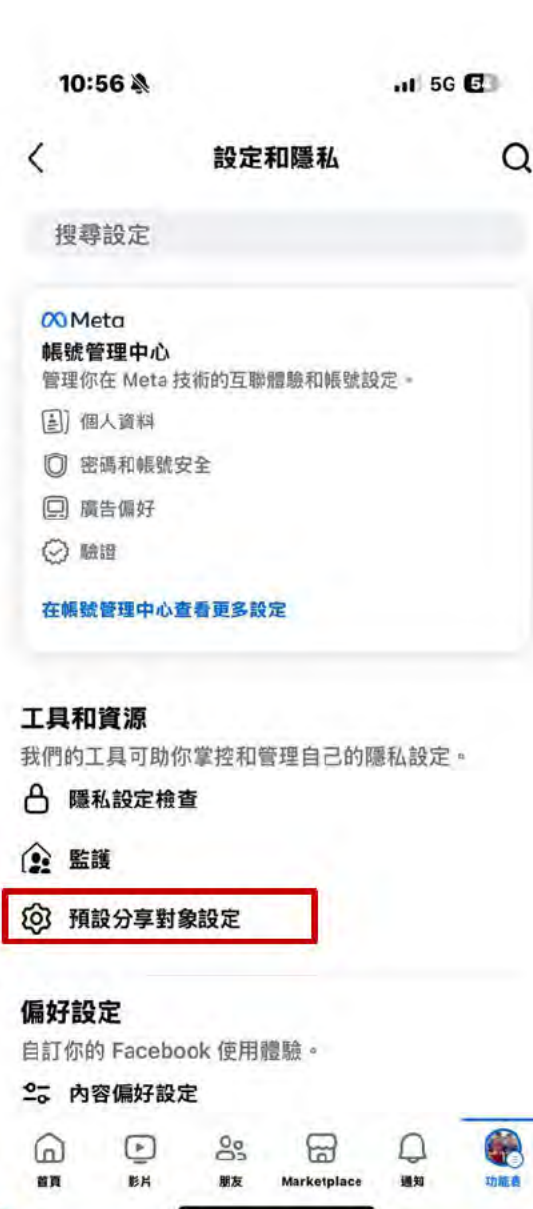 10:56
5G
設定和隱私
搜尋設定
Meta
帳號管理中心
管理你在 Meta 技術的互聯體驗和帳號設定。
個人資料
密碼和帳號安全
廣告偏好
驗證
在帳號管理中心查看更多設定
工具和資源
我們的工具可助你掌控和管理自己的隱私設定。
隱私設定檢查
監護
預設分享對象設定
偏好設定
自訂你的 Facebook 使用體驗。
內容偏好設定
首頁 影片 朋友 Marketplace 通知 功能表